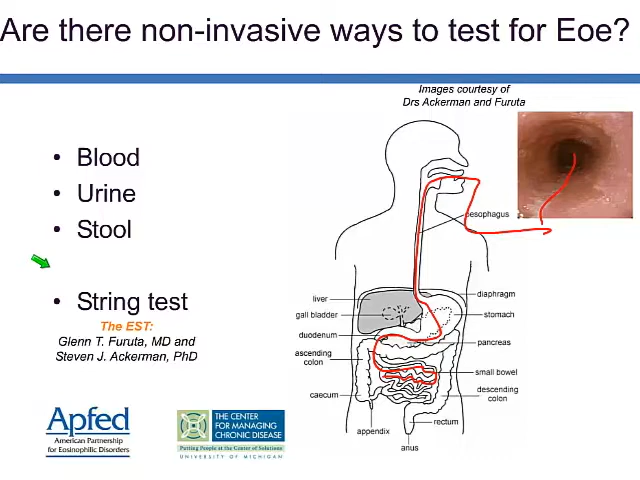 Are there non-invasive ways to test for Eoe?
Images courtesy of
Drs Ackerman and Furuta
• Blood
• Urine
• Stool
• String test
The EST:
Glenn T. Furuta, MD and
Steven J. Ackerman, PhD
oesophagus
liver
gall bladder
duodenum
ascending
colon
caecum
appendix
diaphragm
stomach
pancreas
small bowel
descending
colon
rectum
anus
Apfed
American Partnership
for Eosinophilic Disorders
THE CENTER
FOR MANAGING
CHRONIC DISEASE
Putting People at the Center of Solutions
UNIVERSITY OF MICHIGAN